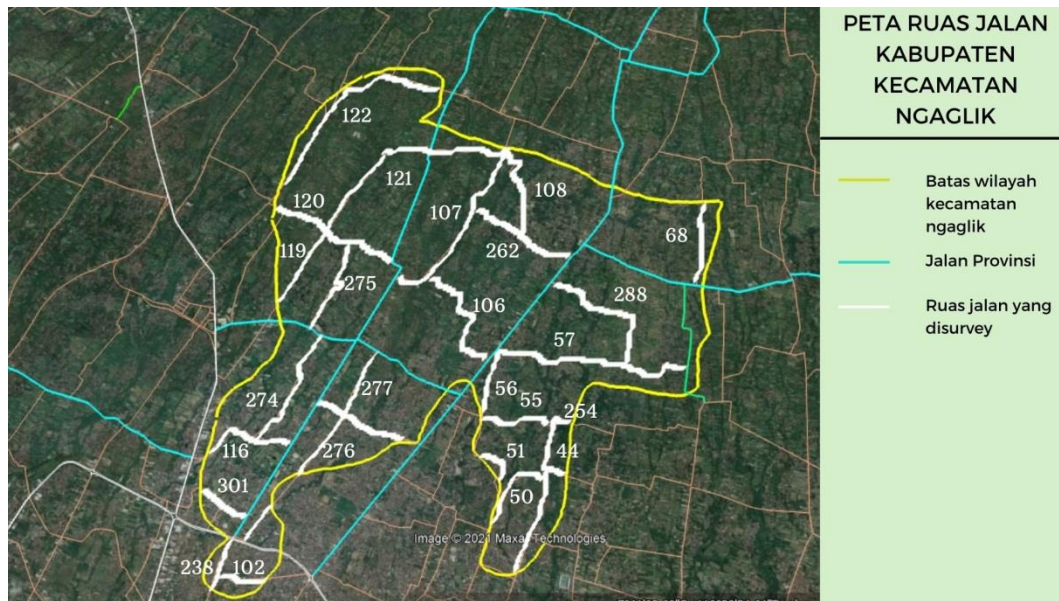 PETA RUAS JALAN
KABUPATEN
KECAMATAN
NGAGLIK
Batas wilayah
kecamatan
ngaglik
Jalan Provinsi
Ruas jalan yang
disurvey
122
120
121
108
107
68
119
262
275
288
106
57
277
56
274
55
254
116
276
51
44
301
50
Image © 2021 Maxar Technologies
238
102